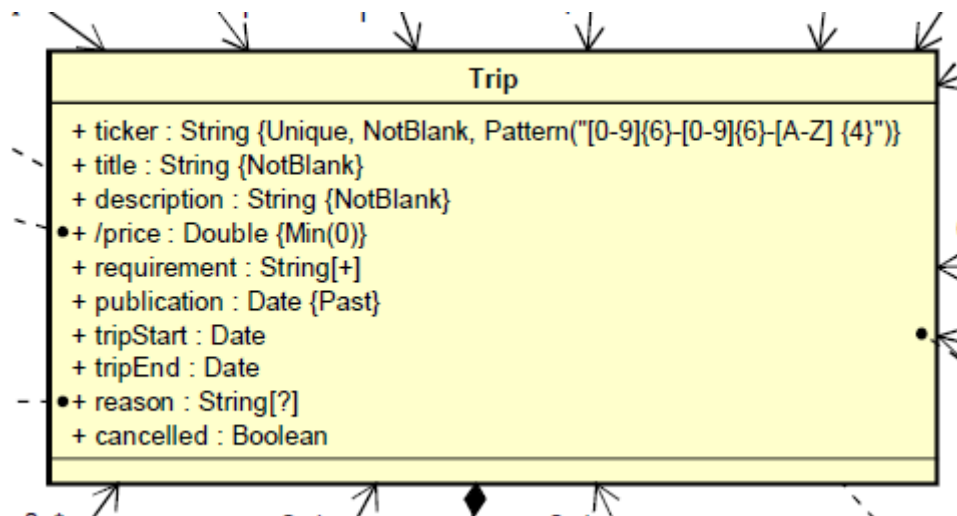 Trip
+ ticker : String {Unique, NotBlank, Pattern("[0-9]{6}-[0-9]{6}-[A-Z] {4}")}
+ title : String {NotBlank}
+ description : String {NotBlank}
+ /price : Double {Min(0)}
+ requirement : String[+]
+ publication : Date {Past}
+ tripStart : Date
+ tripEnd : Date
+ reason : String[?]
+ cancelled : Boolean